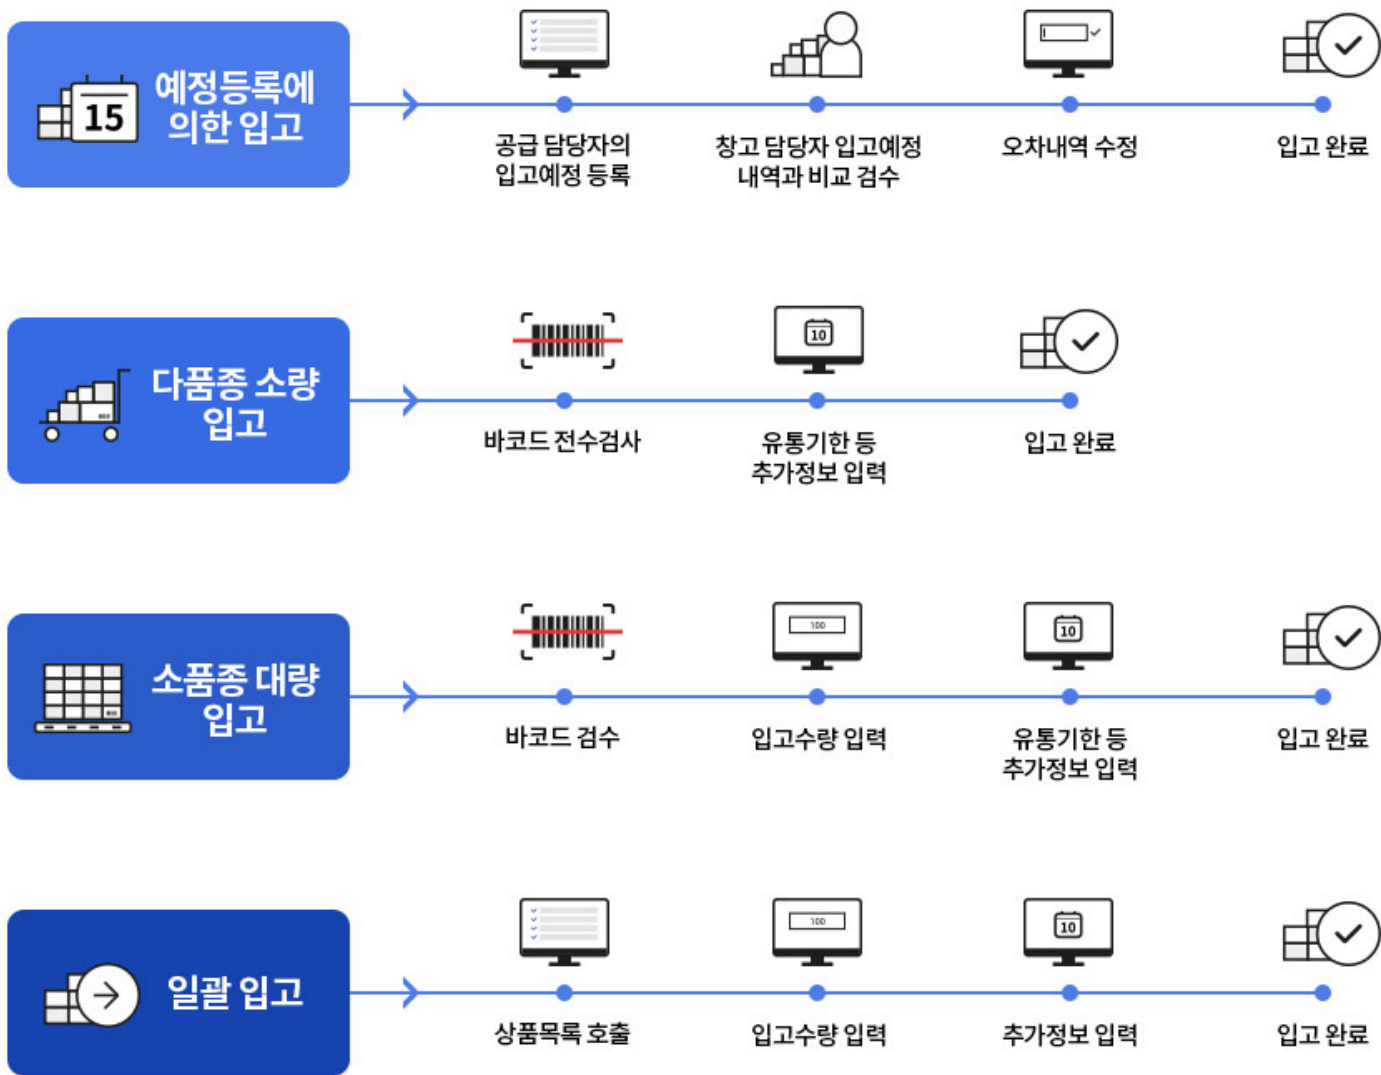 15
예정등록에
의한 입고
공급 담당자의
입고예정 등록
창고 담당자 입고예정
내역과 비교 검수
오차내역 수정
입고 완료
다품종 소량
입고
바코드 전수검사
10
유통기한 등
추가정보 입력
입고 완료
소품종 대량
입고
바코드 검수
100
입고수량 입력
10
유통기한 등
추가정보 입력
입고 완료
일괄 입고
상품목록 호출
100
입고수량 입력
10
추가정보 입력
입고 완료